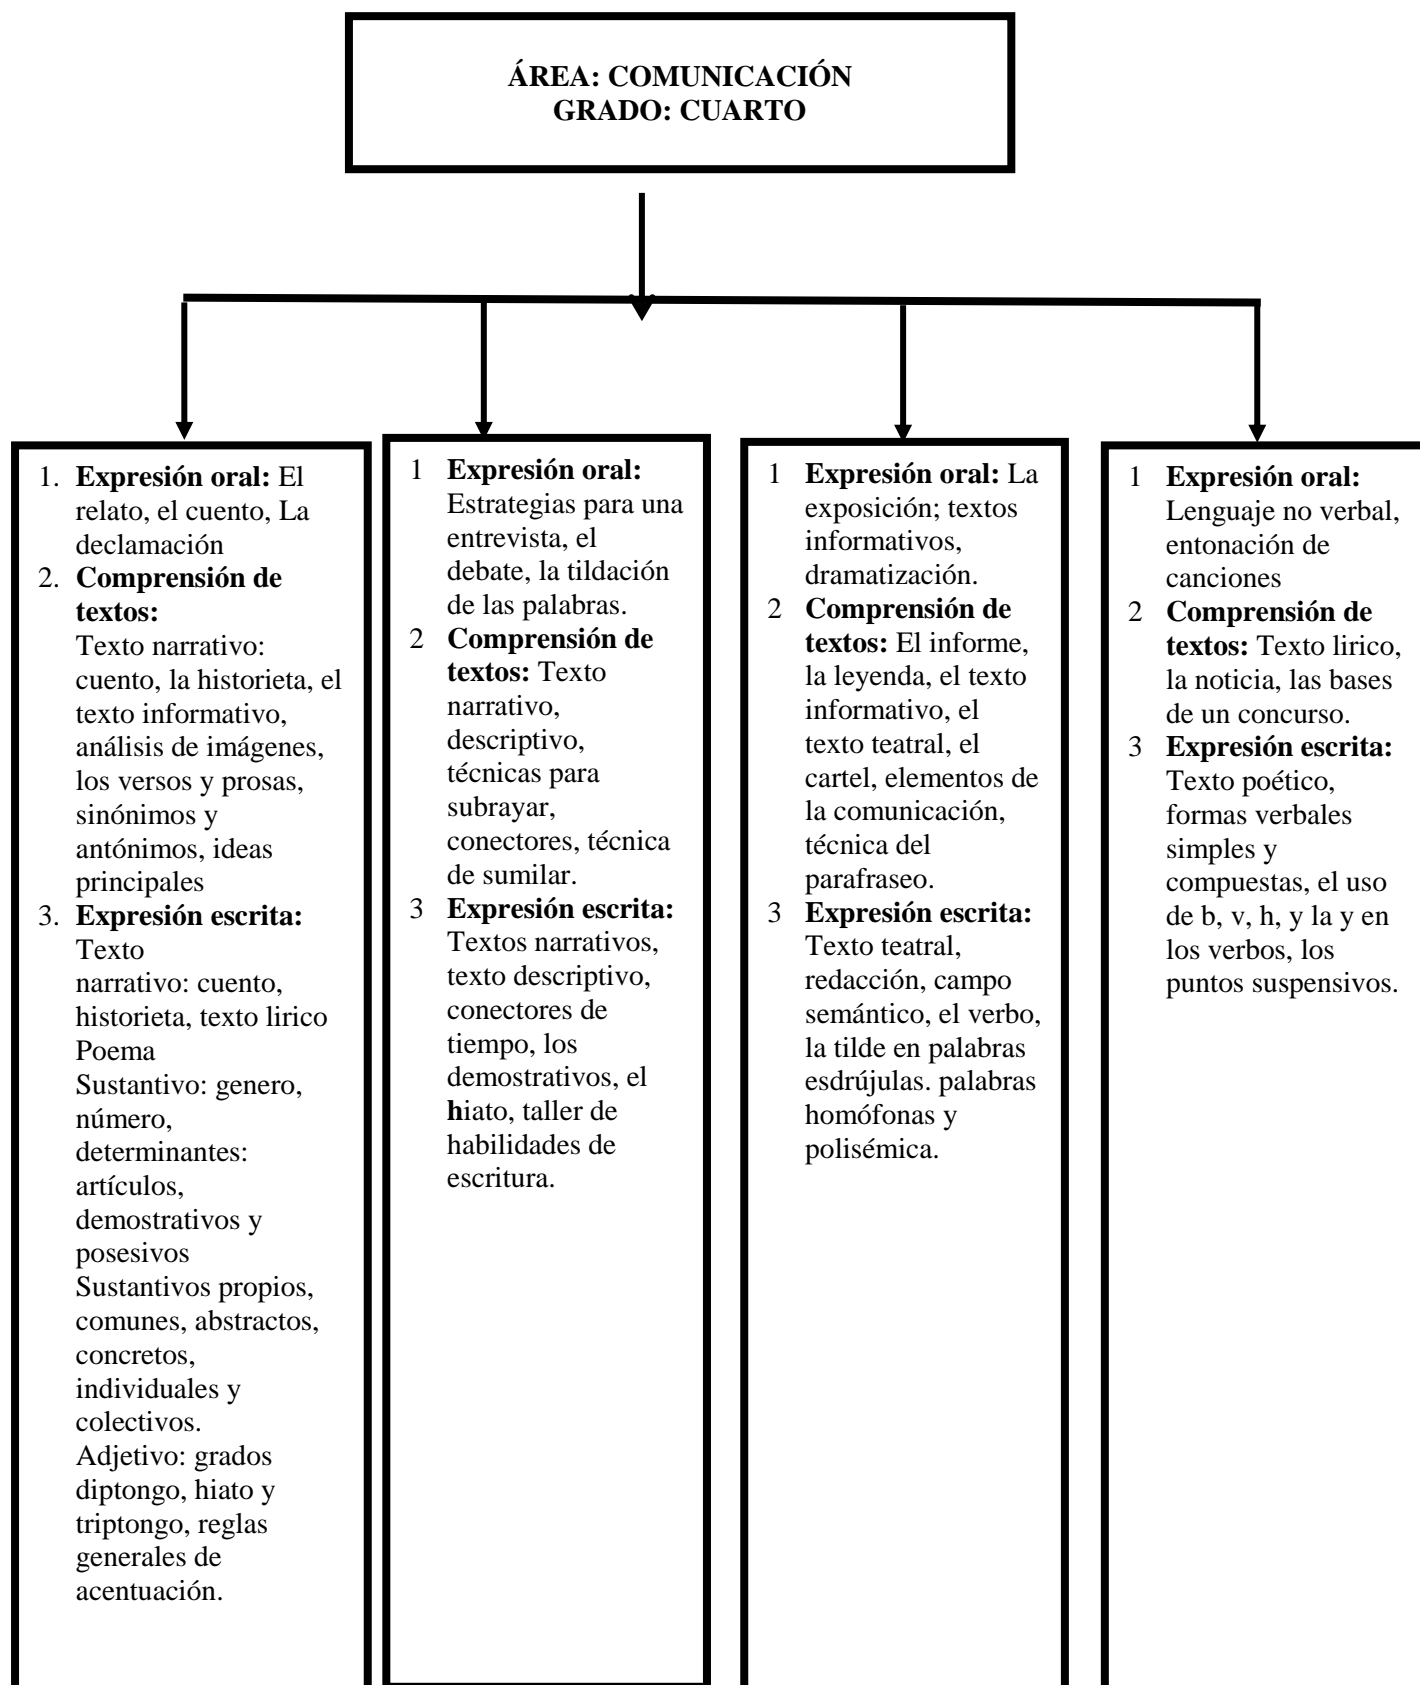 ÁREA: COMUNICACIÓN
GRADO: CUARTO
1. Expresión oral: El
relato, el cuento, La
declamación
2. Comprensión de
textos:
Texto narrativo:
cuento, la historieta, el
texto informativo,
análisis de imágenes,
los versos y prosas,
sinónimos y
antónimos, ideas
principales
3. Expresión escrita:
Texto
narrativo: cuento,
historieta, texto lirico
Poema
Sustantivo: genero,
número,
determinantes:
artículos,
demostrativos y
posesivos
Sustantivos propios,
comunes, abstractos,
concretos,
individuales y
colectivos.
Adjetivo: grados
diptongo, hiato y
triptongo, reglas
generales de
acentuación.
1 Expresión oral:
Estrategias para una
entrevista, el
debate, la tildación
de las palabras.
2 Comprensión de
textos: Texto
narrativo,
descriptivo,
técnicas para
subrayar,
conectores, técnica
de sumilar.
3 Expresión escrita:
Textos narrativos,
texto descriptivo,
conectores de
tiempo, los
demostrativos, el
hiato, taller de
habilidades de
escritura.
1 Expresión oral: La
exposición; textos
informativos,
dramatización.
2 Comprensión de
textos: El informe,
la leyenda, el texto
informativo, el
texto teatral, el
cartel, elementos de
la comunicación,
técnica del
parafraseo.
3 Expresión escrita:
Texto teatral,
redacción, campo
semántico, el verbo,
la tilde en palabras
esdrújulas. palabras
homófonas y
polisémica.
1 Expresión oral:
Lenguaje no verbal,
entonación de
canciones
2 Comprensión de
textos: Texto lirico,
la noticia, las bases
de un concurso.
3 Expresión escrita:
Texto poético,
formas verbales
simples y
compuestas, el uso
de b, v, h, y la y en
los verbos, los
puntos suspensivos.